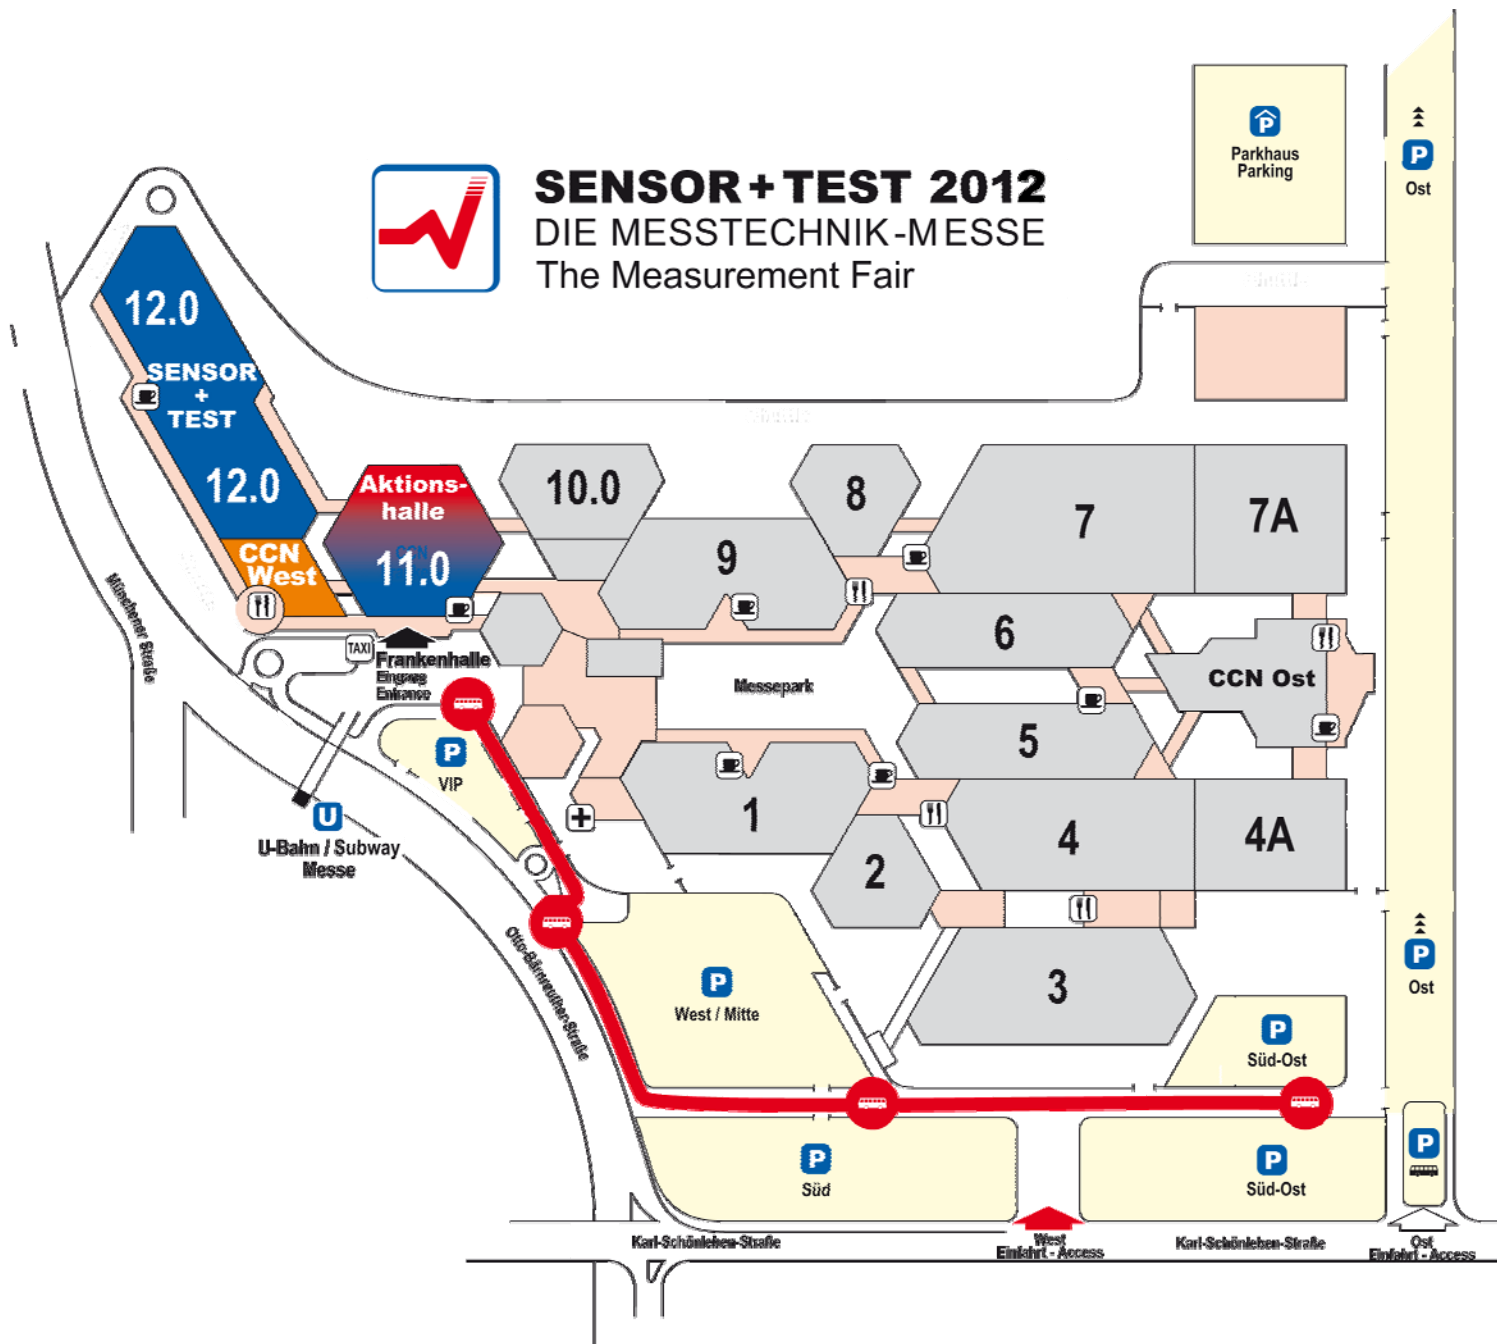 SENSOR + TEST 2012
DIE MESSTECHNIK-MESSE
The Measurement Fair
P
Parkhaus
Parking
P
Ost
12.0
SENSOR
+
TEST
12.0
CCN
West
Aktions-
halle
11.0
10.0
9
8
7
7A
6
CCN Ost
5
Messepark
4
4A
1
2
3
TAXI
Frankenhalle
Eingang
Entrance
Münchener Straße
P
VIP
U
U-Bahn / Subway
Messe
Otto-Bärnreuther-Straße
P
West / Mitte
P
Ost
P
Süd-Ost
P
Süd
P
Süd-Ost
P
Karl-Schönleben-Straße
West
Einfahrt - Access
Karl-Schönleben-Straße
Ost
Einfahrt - Access